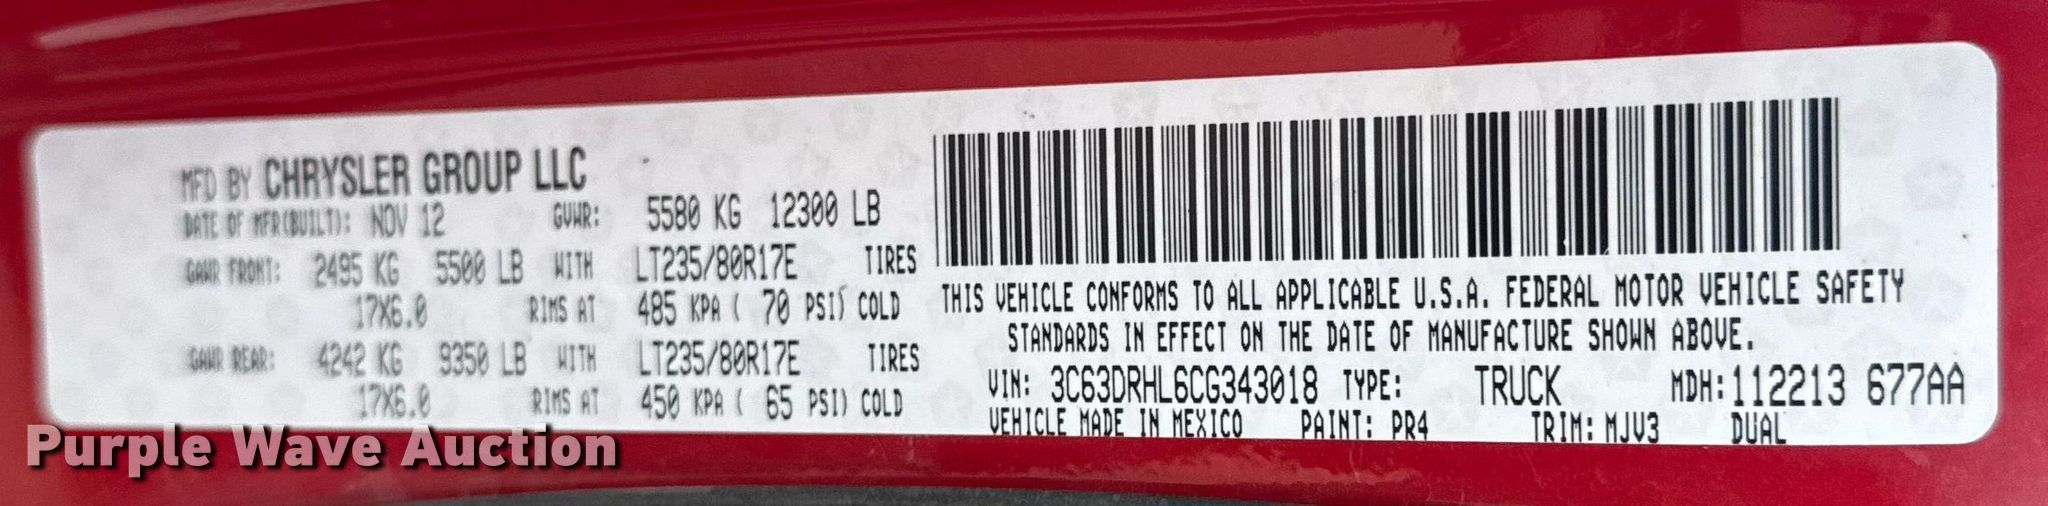 MFD BY CHRYSLER GROUP LLC
DATE OF MFR(BUILT): NOV 12 GVWR: 5580 KG 12300 LB
GAWR FRONT: 2495 KG 5500 LB WITH LT235/80R17E TIRES
17X6.0 RIMS AT 485 KPA ( 70 PSI) COLD
GAWR REAR: 4242 KG 9350 LB WITH LT235/80R17E TIRES
17X6.0 RIMS AT 450 KPA ( 65 PSI) COLD
THIS VEHICLE CONFORMS TO ALL APPLICABLE U.S.A. FEDERAL MOTOR VEHICLE SAFETY
STANDARDS IN EFFECT ON THE DATE OF MANUFACTURE SHOWN ABOVE.
VIN: 3C63DRHL6CG343018 TYPE: TRUCK MDH: 112213 677AA
VEHICLE MADE IN MEXICO PAINT: PR4 TRIM: MJV3 DUAL
Purple Wave Auction